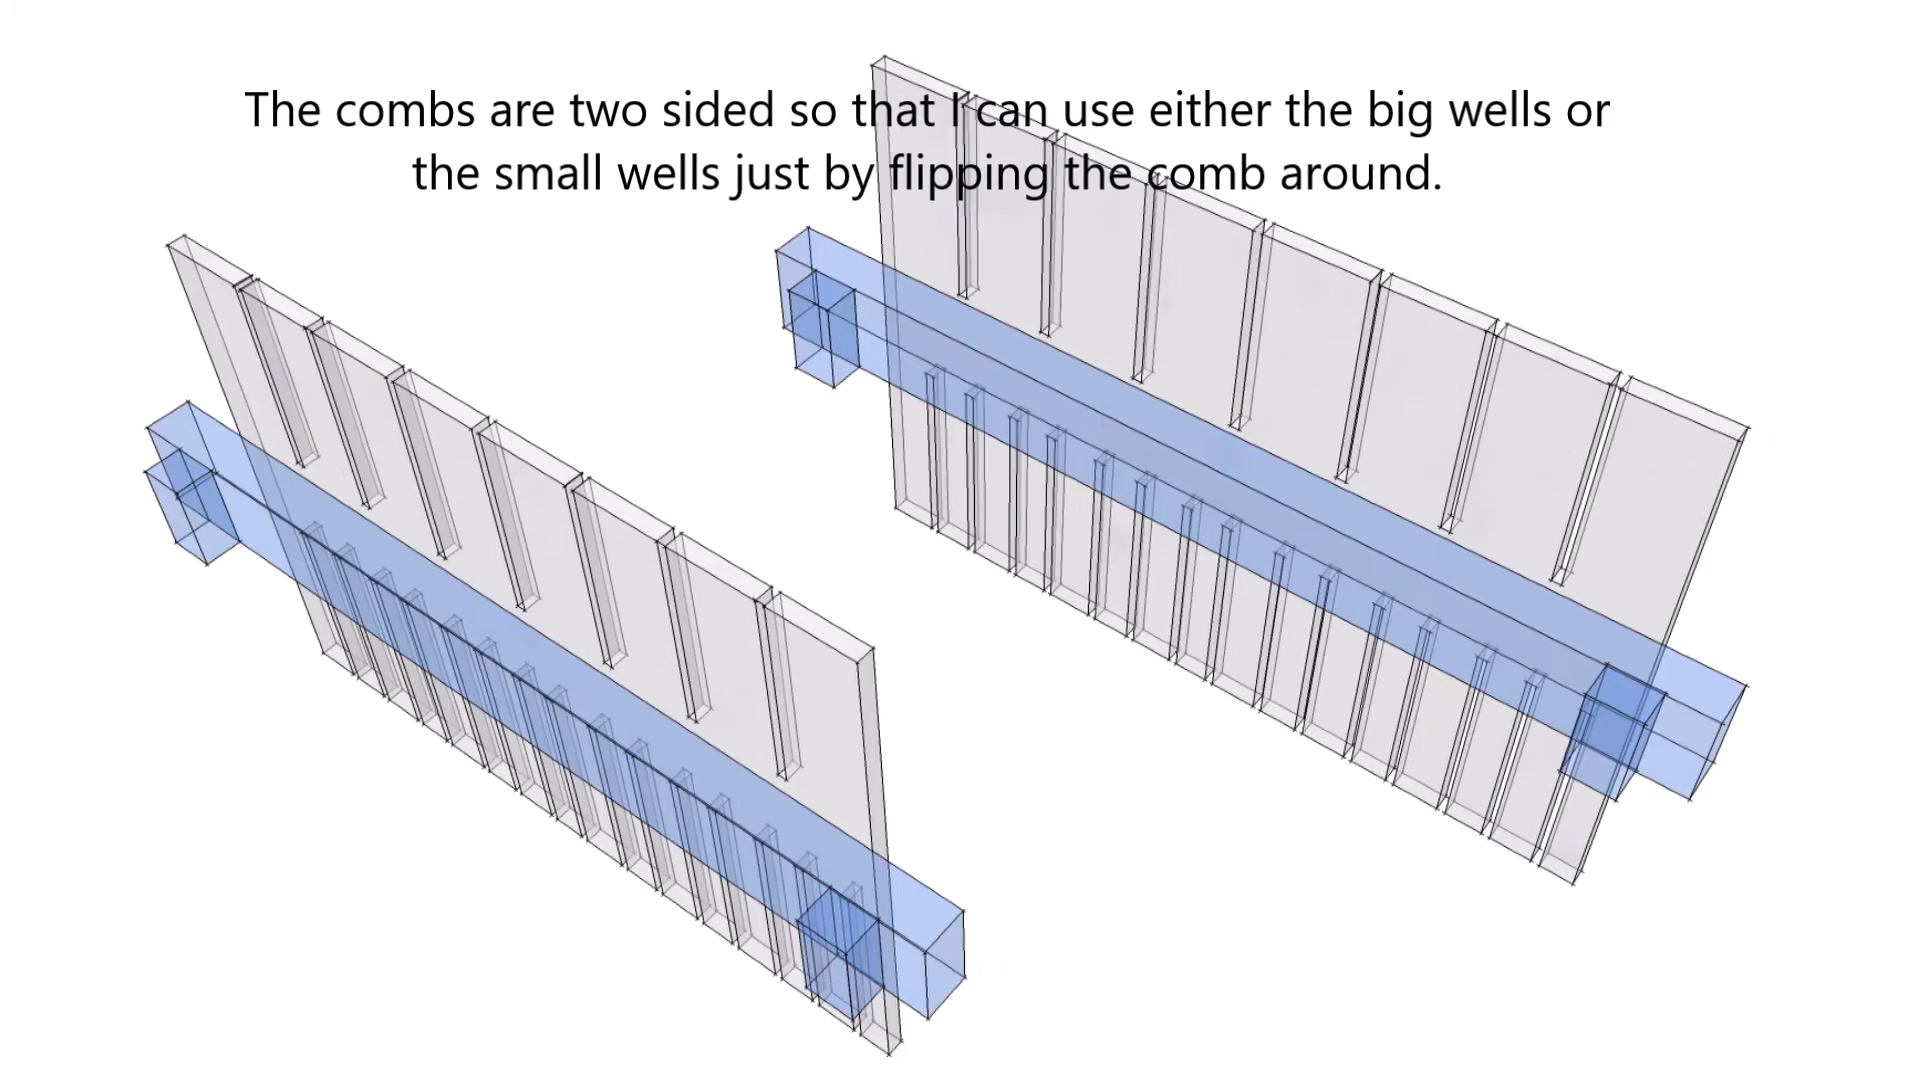 The combs are two sided so that I can use either the big wells or
the small wells just by flipping the comb around.